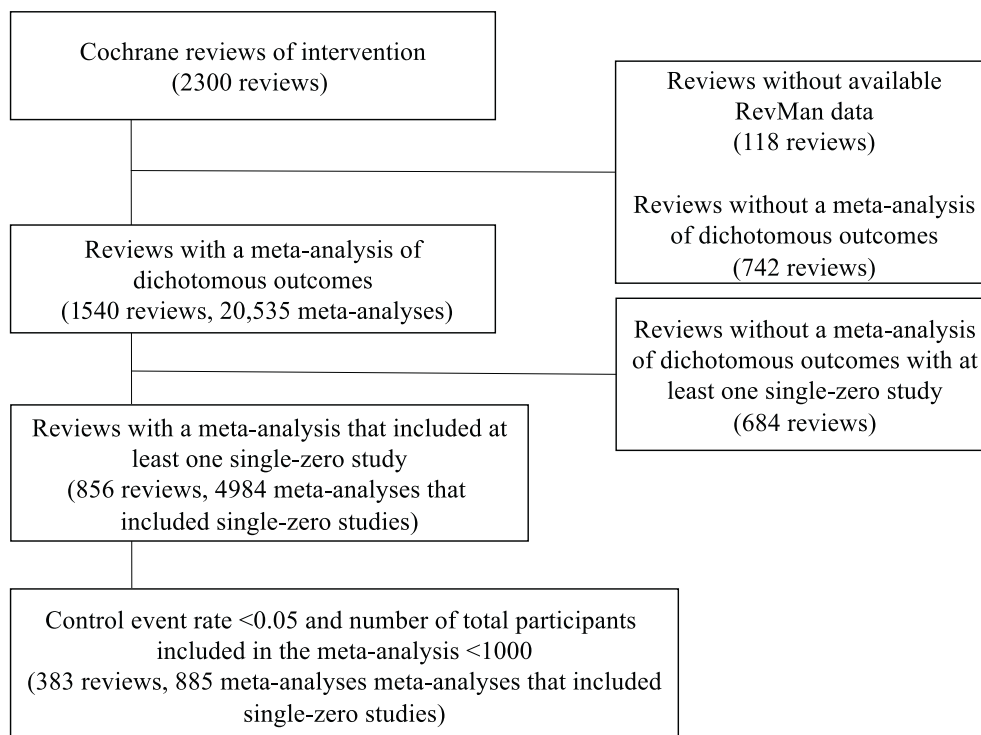 Cochrane reviews of intervention
(2300 reviews)
Reviews without available
RevMan data
(118 reviews)
Reviews without a meta-analysis
of dichotomous outcomes
(742 reviews)
Reviews with a meta-analysis of
dichotomous outcomes
(1540 reviews, 20,535 meta-analyses)
Reviews without a meta-analysis
of dichotomous outcomes with at
least one single-zero study
(684 reviews)
Reviews with a meta-analysis that included at
least one single-zero study
(856 reviews, 4984 meta-analyses that
included single-zero studies)
Control event rate <0.05 and number of total participants
included in the meta-analysis <1000
(383 reviews, 885 meta-analyses meta-analyses that included
single-zero studies)